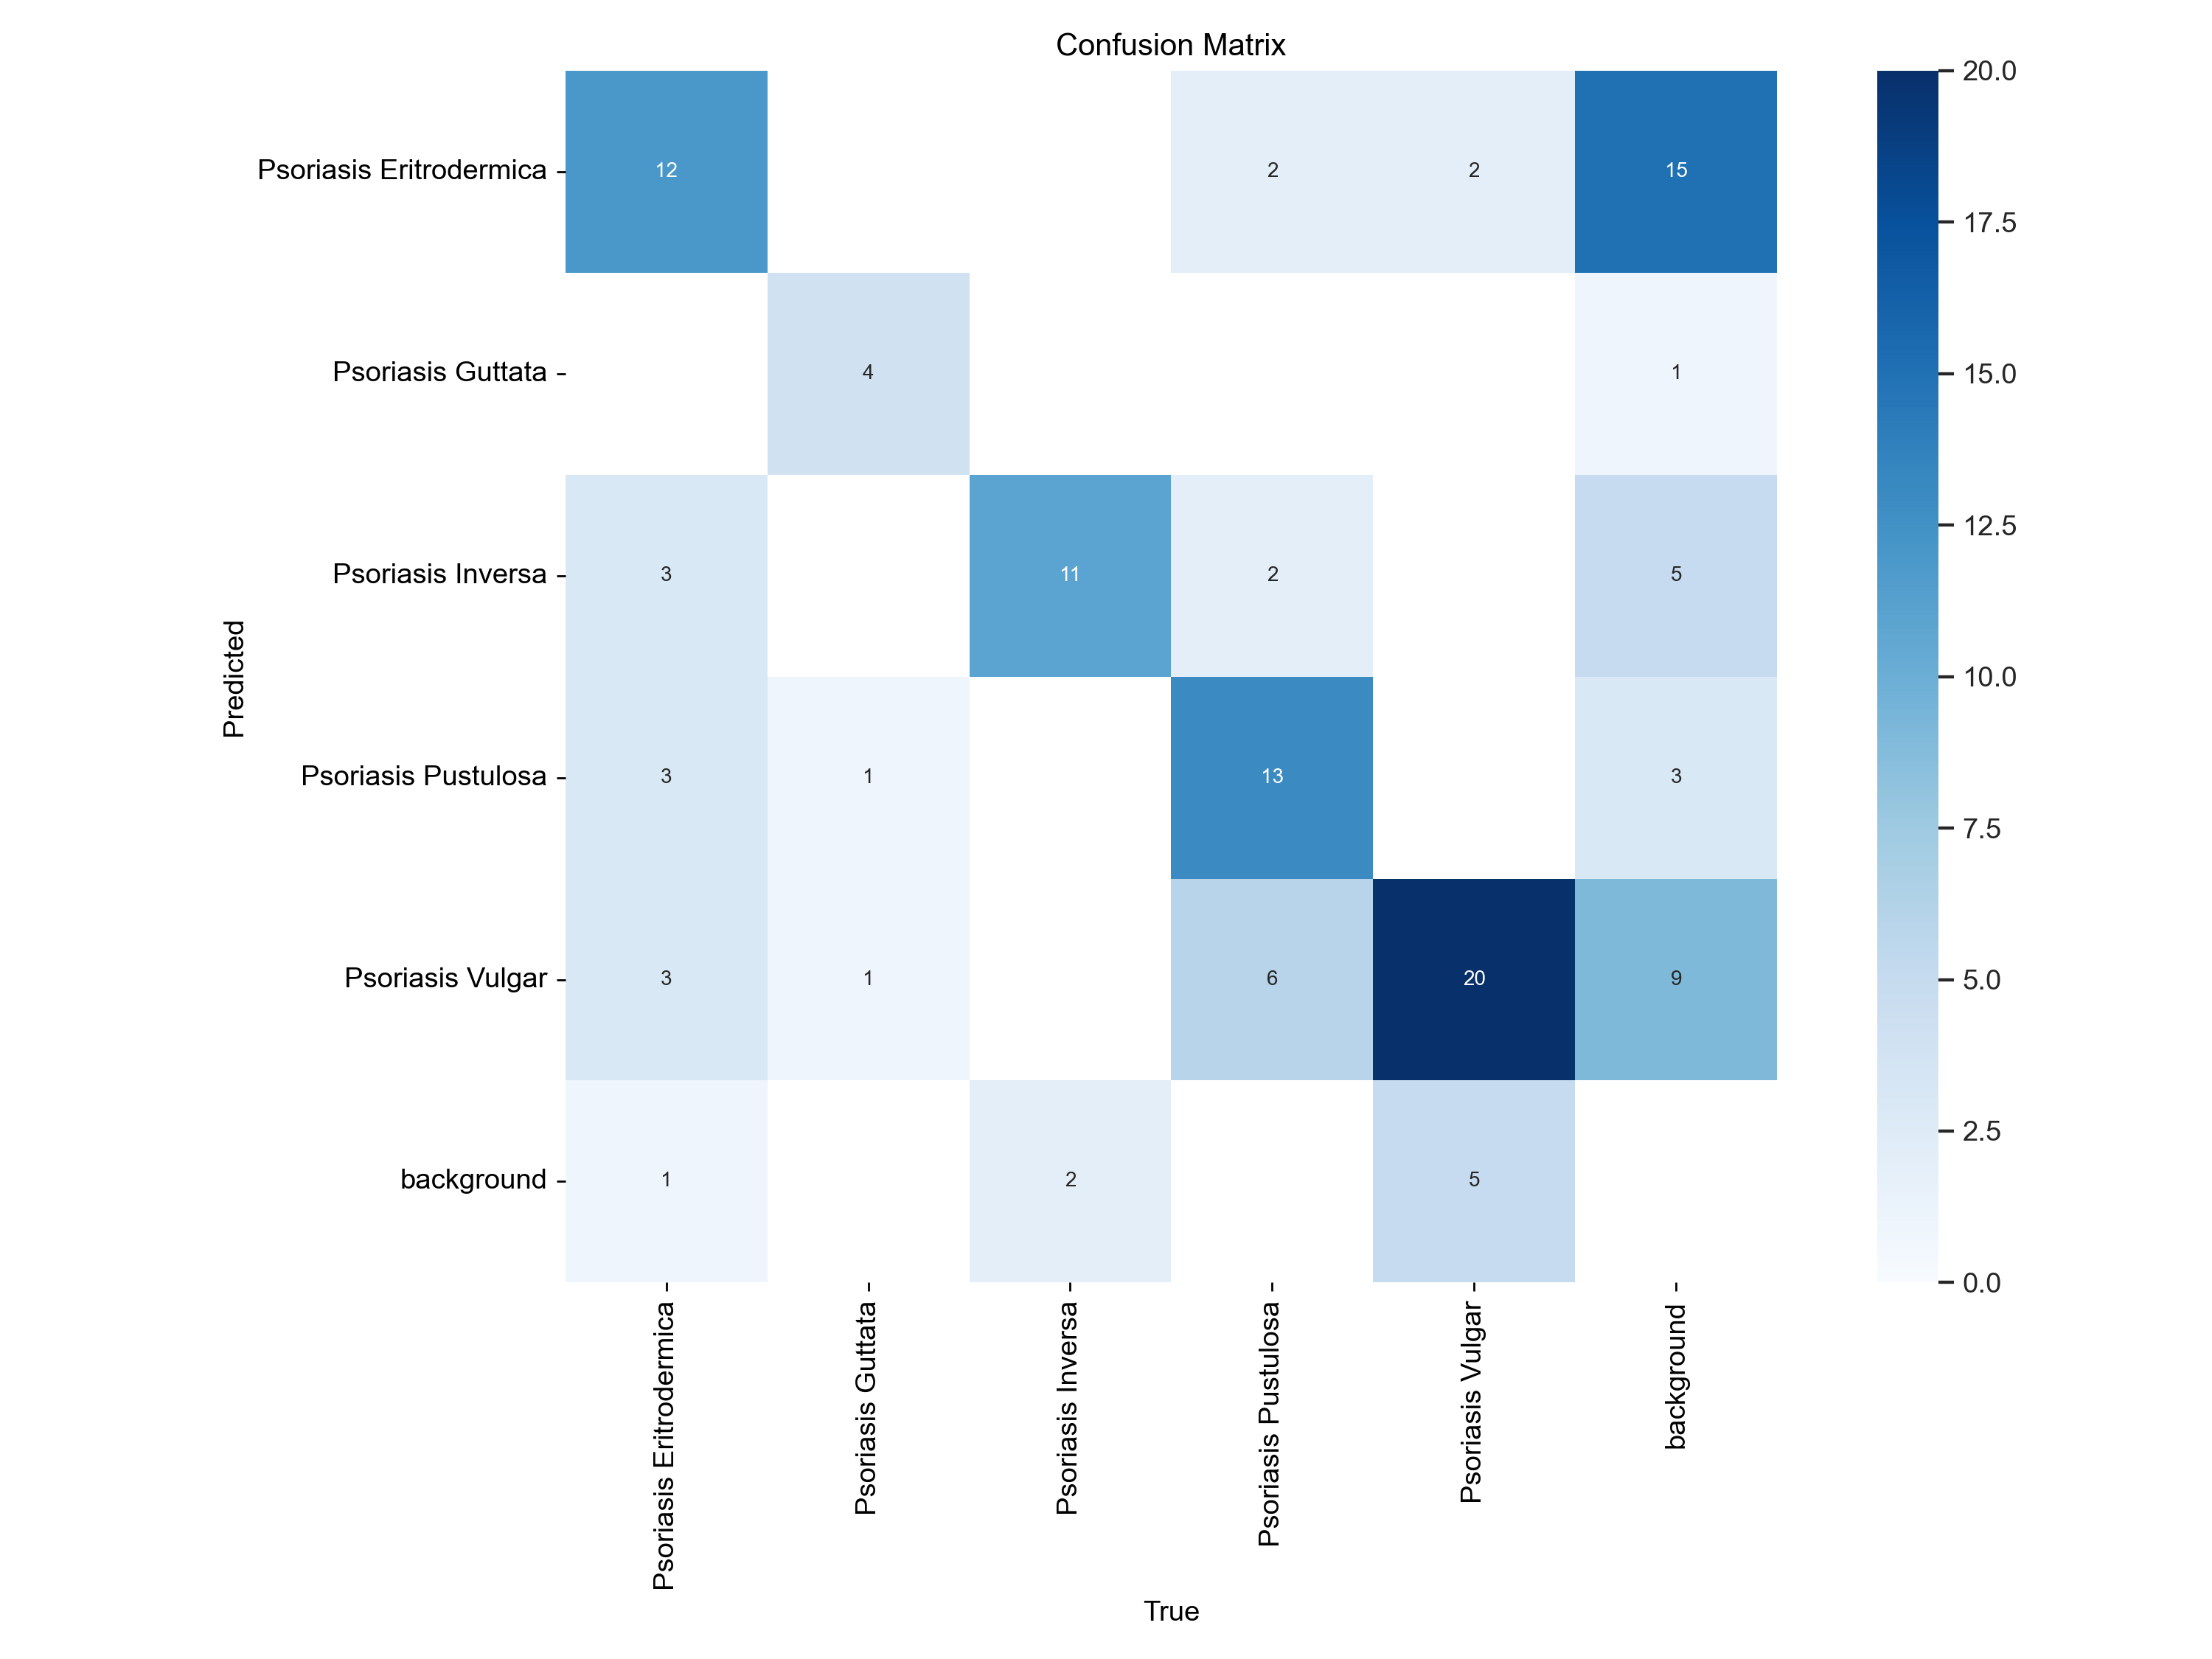 Confusion Matrix
Psoriasis Eritrodermica 12 2 2 15
Psoriasis Guttata 4 1
Psoriasis Inversa 3 11 2 5
Psoriasis Pustulosa 3 1 13 3
Psoriasis Vulgar 3 1 6 20 9
background 1 2 5
Predicted
Psoriasis Eritrodermica
Psoriasis Guttata
Psoriasis Inversa
Psoriasis Pustulosa
Psoriasis Vulgar
background
True
20.0
17.5
15.0
12.5
10.0
7.5
5.0
2.5
0.0